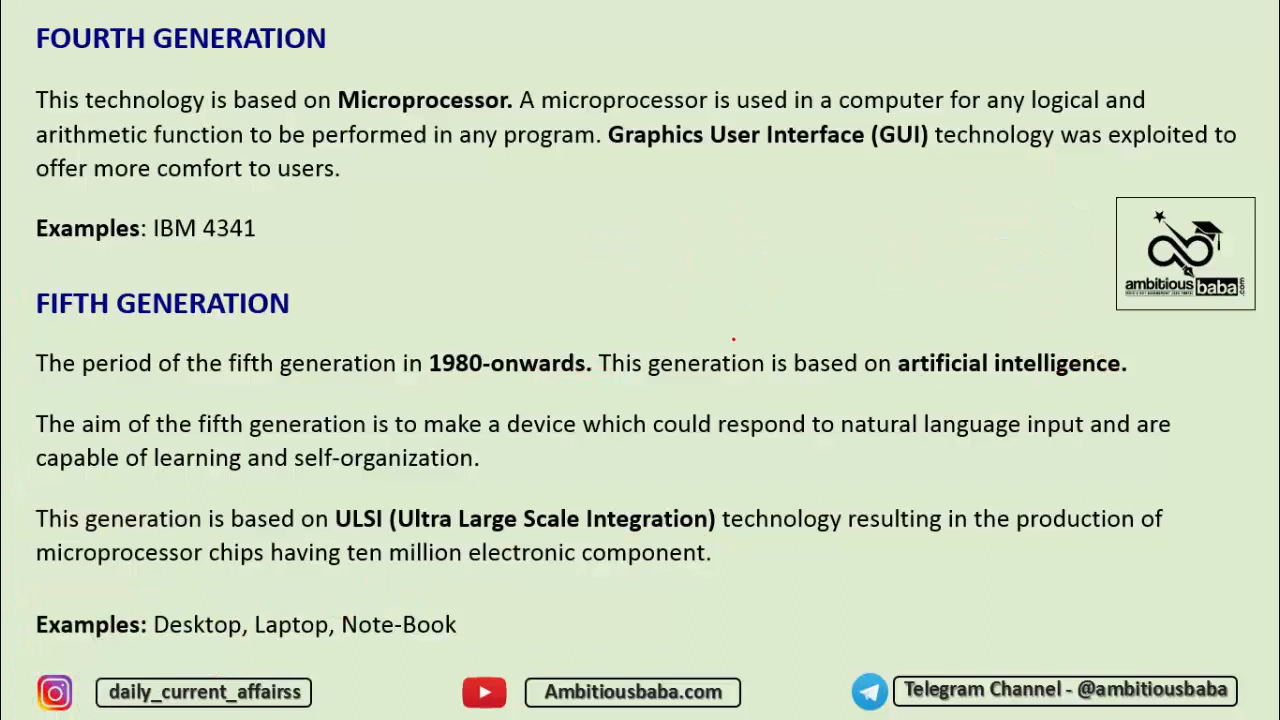 FOURTH GENERATION
This technology is based on Microprocessor. A microprocessor is used in a computer for any logical and
arithmetic function to be performed in any program. Graphics User Interface (GUI) technology was exploited to
offer more comfort to users.
Examples: IBM 4341
ambitiousbaba.com
FIFTH GENERATION
The period of the fifth generation in 1980-onwards. This generation is based on artificial intelligence.
The aim of the fifth generation is to make a device which could respond to natural language input and are
capable of learning and self-organization.
This generation is based on ULSI (Ultra Large Scale Integration) technology resulting in the production of
microprocessor chips having ten million electronic component.
Examples: Desktop, Laptop, Note-Book
daily_current_affairss
Ambitiousbaba.com
Telegram Channel - @ambitiousbaba